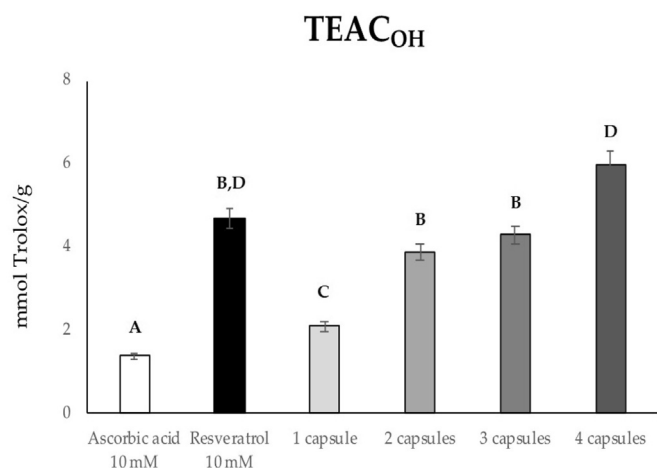 TEACOH
8
6
4
2
0
mmol Trolox/g
A
B,D
C
B
B
D
Ascorbic acid 10 mM
Resveratrol 10 mM
1 capsule
2 capsules
3 capsules
4 capsules